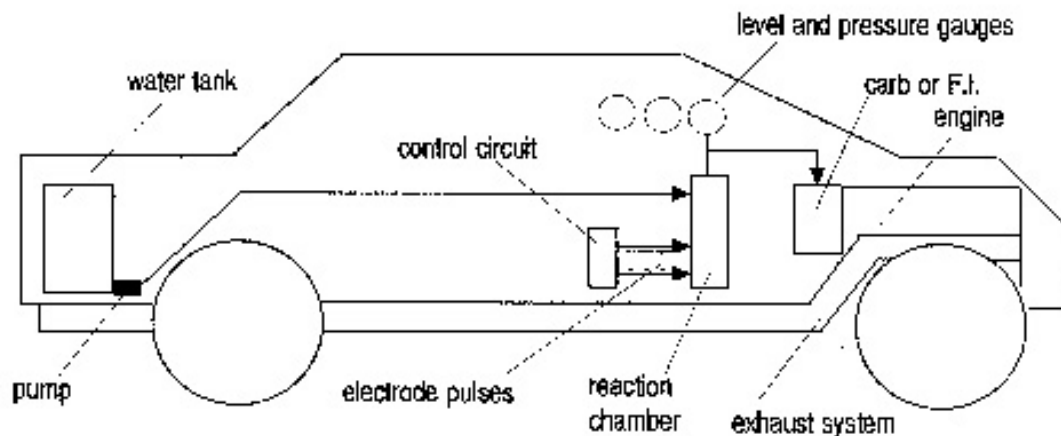 level and pressure gauges
water tank
carb or F.I.
engine
control circuit
pump
electrode pulses
reaction
chamber
exhaust system